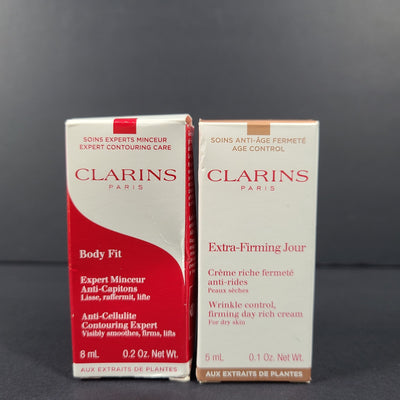 SOINS EXPERTS MINCEUR
EXPERT CONTOURING CARE
CLARINS
PARIS
Body Fit
Expert Minceur
Anti-Capitons
Lisse, raffermit, lifte
Anti-Cellulite
Contouring Expert
Visibly smoothes, firms, lifts
8 mL 0.2 Oz. Net Wt.
AUX EXTRAITS DE PLANTES
SOINS ANTI-ÂGE FERMETÉ
AGE CONTROL
CLARINS
PARIS
Extra-Firming Jour
Crème riche fermeté
anti-rides
Peaux sèches
Wrinkle control,
firming day rich cream
For dry skin
5 mL 0.1 Oz. Net Wt.
AUX EXTRAITS DE PLANTES